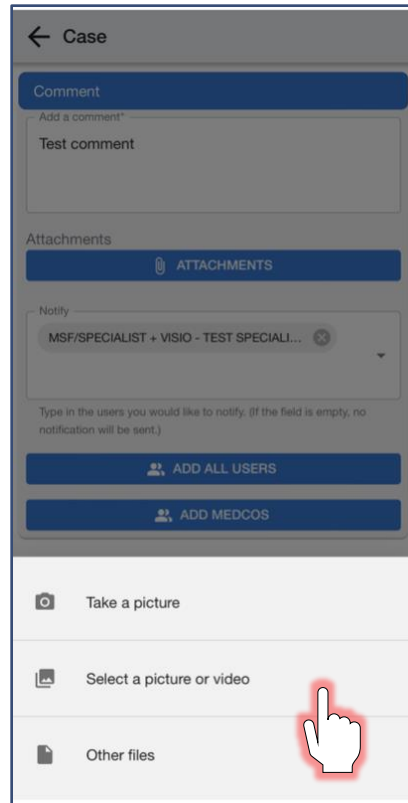 Case
Comment
Add a comment*
Test comment
Attachments
ATTACHMENTS
Notify
MSF/SPECIALIST + VISIO - TEST SPECIALI...
Type in the users you would like to notify. (If the field is empty, no
notification will be sent.)
ADD ALL USERS
ADD MEDCOS
Take a picture
Select a picture or video
Other files